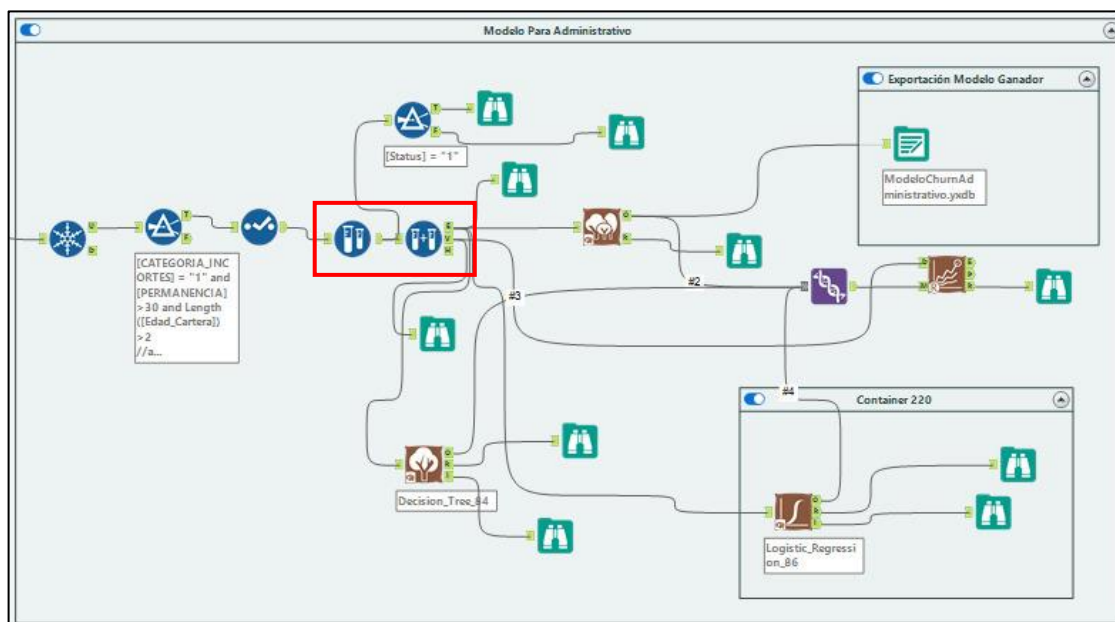 Modelo Para Administrativo
Exportación Modelo Ganador
[Status] = "1"
ModeloChurnAd
ministrativo.yxdb
[CATEGORIA_INC
ORTES] = "1" and
[PERMANENCIA]
>30 and Length
([Edad_Cartera])
>2
//a...
#2
#3
#4
Container 220
Decision_Tree_84
Logistic_Regressi
on_86